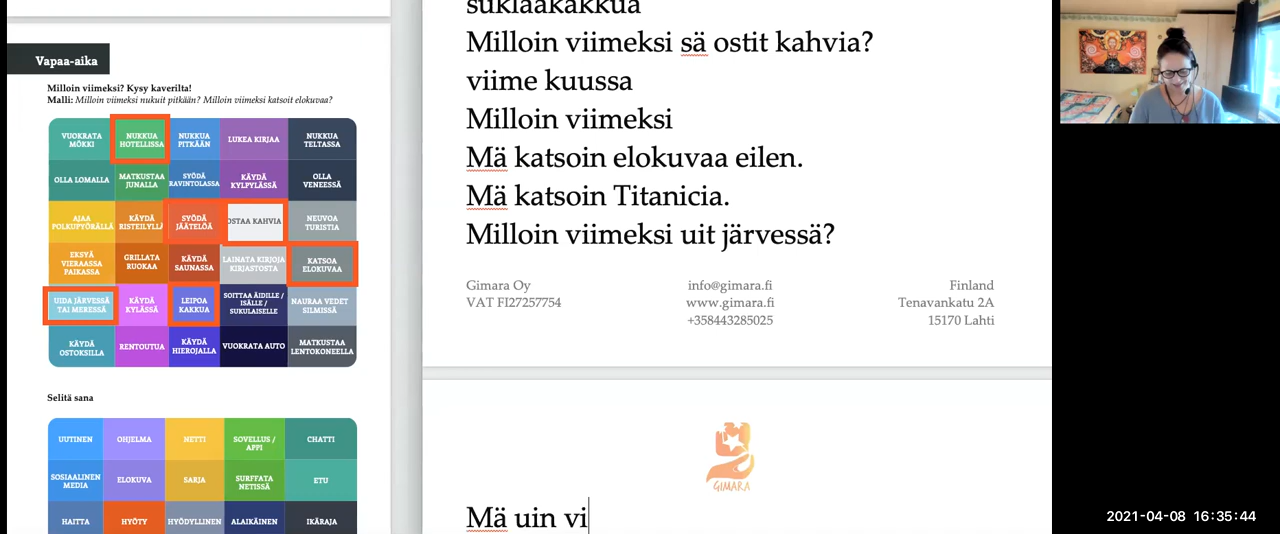 Vapaa-aika
Milloin viimeksi? Kysy kaverilta!
Malli: Milloin viimeksi nukuit pitkään? Milloin viimeksi katsoit elokuvaa?
VUOKRATA
MÖKKI
NUKKUA
HOTELLISSA
NUKKUA
PITKÄÄN
LUKEA KIRJAA
NUKKUA
TELTASSA
OLLA LOMALLA
MATKUSTAA
JUNALLA
SYÖDÄ
RAVINTOLASSA
KÄYDÄ
KYLPYLÄSSÄ
OLLA
VENEESSÄ
AJAA
POLKUPYÖRÄLLÄ
KÄYDÄ
RISTEILYLLÄ
SYÖDÄ
JÄÄTELÖÄ
OSTAA KAHVIA
NEUVOA
TURISTIA
EKSYÄ
VIERAASSA
PAIKASSA
GRILLATA
RUOKAA
KÄYDÄ
SAUNASSA
LAINATA KIRJOJA
KIRJASTOSTA
KATSOA
ELOKUVAA
UIDA JÄRVESSÄ
TAI MERESSÄ
KÄYDÄ
KYLÄSSÄ
LEIPOA
KAKKUA
SOITTAA ÄIDILLE /
ISÄLLE /
SUKULAISELLE
NAURAA VEDET
SILMISSÄ
KÄYDÄ
OSTOKSILLA
RENTOUTUA
KÄYDÄ
HIEROJALLA
VUOKRATA AUTO
MATKUSTAA
LENTOKONEELLA
Selitä sana
UUTINEN
OHJELMA
NETTI
SOVELLUS /
APPI
CHATTI
SOSIAALINEN
MEDIA
ELOKUVA
SARJA
SURFFATA
NETISSÄ
ETU
HAITTA
HYÖTY
HYÖDYLLINEN
ALAIKÄINEN
IKÄRAJA
suklaakakkua
Milloin viimeksi sä ostit kahvia?
viime kuussa
Milloin viimeksi
Mä katsoin elokuvaa eilen.
Mä katsoin Titanicia.
Milloin viimeksi uit järvessä?
Gimara Oy
VAT FI27257754
info@gimara.fi
www.gimara.fi
+358443285025
Finland
Tenavankatu 2A
15170 Lahti
GIMARA
Mä uin vi
2021-04-08 16:35:44